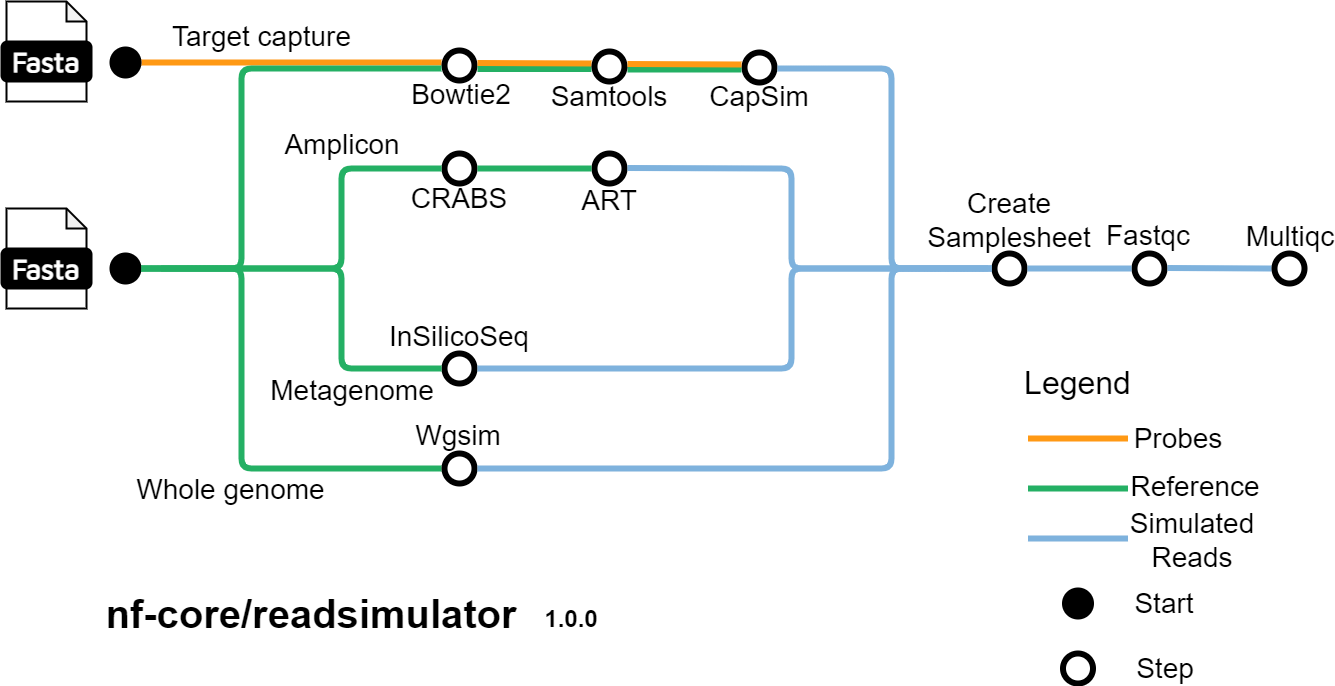 Fasta
Target capture
Bowtie2
Samtools
CapSim
Amplicon
CRABS
ART
Fasta
Create
Samplesheet
Fastqc
Multiqc
InSilicoSeq
Metagenome
Wgsim
Whole genome
Legend
Probes
Reference
Simulated
Reads
Start
Step
nf-core/readsimulator 1.0.0